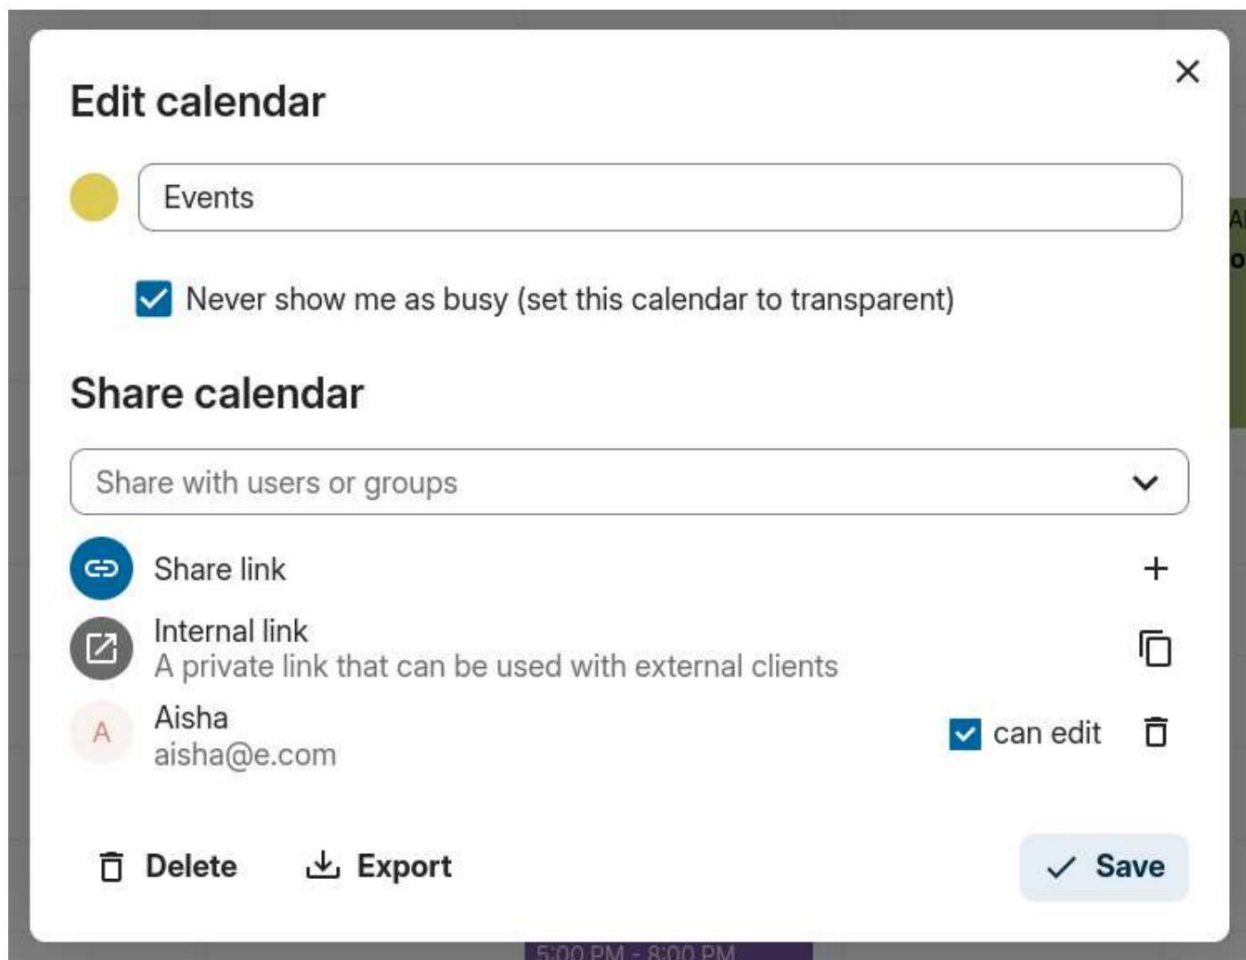 Edit calendar
Events
Never show me as busy (set this calendar to transparent)
Share calendar
Share with users or groups
Share link
Internal link
A private link that can be used with external clients
A
Aisha
aisha@e.com
can edit
Delete
Export
Save
5:00 PM - 8:00 PM